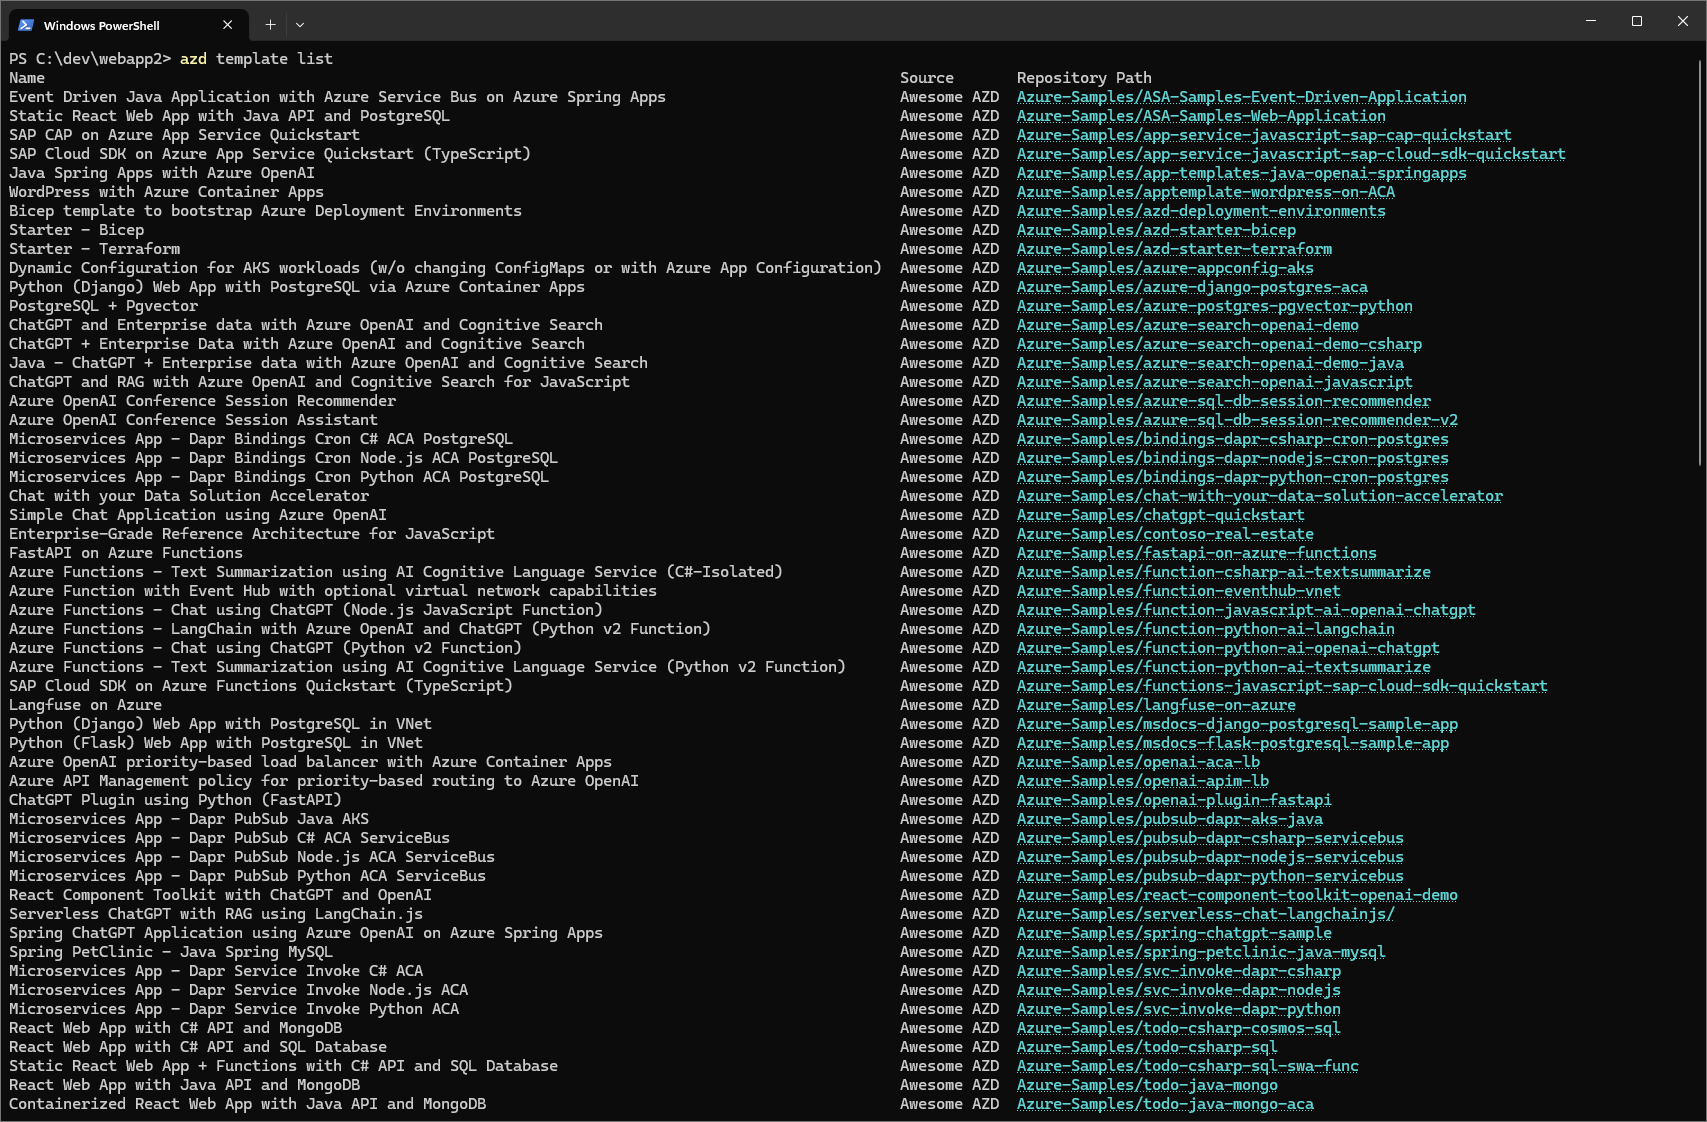 Windows PowerShell
PS C:\dev\webapp2> azd template list
Name Source Repository Path
Event Driven Java Application with Azure Service Bus on Azure Spring Apps Awesome AZD Azure-Samples/ASA-Samples-Event-Driven-Application
Static React Web App with Java API and PostgreSQL Awesome AZD Azure-Samples/ASA-Samples-Web-Application
SAP CAP on Azure App Service Quickstart Awesome AZD Azure-Samples/app-service-javascript-sap-cap-quickstart
SAP Cloud SDK on Azure App Service Quickstart (TypeScript) Awesome AZD Azure-Samples/app-service-javascript-sap-cloud-sdk-quickstart
Java Spring Apps with Azure OpenAI Awesome AZD Azure-Samples/app-templates-java-openai-springapps
WordPress with Azure Container Apps Awesome AZD Azure-Samples/apptemplate-wordpress-on-ACA
Bicep template to bootstrap Azure Deployment Environments Awesome AZD Azure-Samples/azd-deployment-environments
Starter - Bicep Awesome AZD Azure-Samples/azd-starter-bicep
Starter - Terraform Awesome AZD Azure-Samples/azd-starter-terraform
Dynamic Configuration for AKS workloads (w/o changing ConfigMaps or with Azure App Configuration) Awesome AZD Azure-Samples/azure-appconfig-aks
Python (Django) Web App with PostgreSQL via Azure Container Apps Awesome AZD Azure-Samples/azure-django-postgres-aca
PostgreSQL + Pgvector Awesome AZD Azure-Samples/azure-postgres-pgvector-python
ChatGPT and Enterprise data with Azure OpenAI and Cognitive Search Awesome AZD Azure-Samples/azure-search-openai-demo
ChatGPT + Enterprise Data with Azure OpenAI and Cognitive Search Awesome AZD Azure-Samples/azure-search-openai-demo-csharp
Java - ChatGPT + Enterprise data with Azure OpenAI and Cognitive Search Awesome AZD Azure-Samples/azure-search-openai-demo-java
ChatGPT and RAG with Azure OpenAI and Cognitive Search for JavaScript Awesome AZD Azure-Samples/azure-search-openai-javascript
Azure OpenAI Conference Session Recommender Awesome AZD Azure-Samples/azure-sql-db-session-recommender
Azure OpenAI Conference Session Assistant Awesome AZD Azure-Samples/azure-sql-db-session-recommender-v2
Microservices App - Dapr Bindings Cron C# ACA PostgreSQL Awesome AZD Azure-Samples/bindings-dapr-csharp-cron-postgres
Microservices App - Dapr Bindings Cron Node.js ACA PostgreSQL Awesome AZD Azure-Samples/bindings-dapr-nodejs-cron-postgres
Microservices App - Dapr Bindings Cron Python ACA PostgreSQL Awesome AZD Azure-Samples/bindings-dapr-python-cron-postgres
Chat with your Data Solution Accelerator Awesome AZD Azure-Samples/chat-with-your-data-solution-accelerator
Simple Chat Application using Azure OpenAI Awesome AZD Azure-Samples/chatgpt-quickstart
Enterprise-Grade Reference Architecture for JavaScript Awesome AZD Azure-Samples/contoso-real-estate
FastAPI on Azure Functions Awesome AZD Azure-Samples/fastapi-on-azure-functions
Azure Functions - Text Summarization using AI Cognitive Language Service (C#-Isolated) Awesome AZD Azure-Samples/function-csharp-ai-textsummarize
Azure Function with Event Hub with optional virtual network capabilities Awesome AZD Azure-Samples/function-eventhub-vnet
Azure Functions - Chat using ChatGPT (Node.js JavaScript Function) Awesome AZD Azure-Samples/function-javascript-ai-openai-chatgpt
Azure Functions - LangChain with Azure OpenAI and ChatGPT (Python v2 Function) Awesome AZD Azure-Samples/function-python-ai-langchain
Azure Functions - Chat using ChatGPT (Python v2 Function) Awesome AZD Azure-Samples/function-python-ai-openai-chatgpt
Azure Functions - Text Summarization using AI Cognitive Language Service (Python v2 Function) Awesome AZD Azure-Samples/function-python-ai-textsummarize
SAP Cloud SDK on Azure Functions Quickstart (TypeScript) Awesome AZD Azure-Samples/functions-javascript-sap-cloud-sdk-quickstart
Langfuse on Azure Awesome AZD Azure-Samples/langfuse-on-azure
Python (Django) Web App with PostgreSQL in VNet Awesome AZD Azure-Samples/msdocs-django-postgresql-sample-app
Python (Flask) Web App with PostgreSQL in VNet Awesome AZD Azure-Samples/msdocs-flask-postgresql-sample-app
Azure OpenAI priority-based load balancer with Azure Container Apps Awesome AZD Azure-Samples/openai-aca-lb
Azure API Management policy for priority-based routing to Azure OpenAI Awesome AZD Azure-Samples/openai-apim-lb
ChatGPT Plugin using Python (FastAPI) Awesome AZD Azure-Samples/openai-plugin-fastapi
Microservices App - Dapr PubSub Java AKS Awesome AZD Azure-Samples/pubsub-dapr-aks-java
Microservices App - Dapr PubSub C# ACA ServiceBus Awesome AZD Azure-Samples/pubsub-dapr-csharp-servicebus
Microservices App - Dapr PubSub Node.js ACA ServiceBus Awesome AZD Azure-Samples/pubsub-dapr-nodejs-servicebus
Microservices App - Dapr PubSub Python ACA ServiceBus Awesome AZD Azure-Samples/pubsub-dapr-python-servicebus
React Component Toolkit with ChatGPT and OpenAI Awesome AZD Azure-Samples/react-component-toolkit-openai-demo
Serverless ChatGPT with RAG using LangChain.js Awesome AZD Azure-Samples/serverless-chat-langchainjs/
Spring ChatGPT Application using Azure OpenAI on Azure Spring Apps Awesome AZD Azure-Samples/spring-chatgpt-sample
Spring PetClinic - Java Spring MySQL Awesome AZD Azure-Samples/spring-petclinic-java-mysql
Microservices App - Dapr Service Invoke C# ACA Awesome AZD Azure-Samples/svc-invoke-dapr-csharp
Microservices App - Dapr Service Invoke Node.js ACA Awesome AZD Azure-Samples/svc-invoke-dapr-nodejs
Microservices App - Dapr Service Invoke Python ACA Awesome AZD Azure-Samples/svc-invoke-dapr-python
React Web App with C# API and MongoDB Awesome AZD Azure-Samples/todo-csharp-cosmos-sql
React Web App with C# API and SQL Database Awesome AZD Azure-Samples/todo-csharp-sql
Static React Web App + Functions with C# API and SQL Database Awesome AZD Azure-Samples/todo-csharp-sql-swa-func
React Web App with Java API and MongoDB Awesome AZD Azure-Samples/todo-java-mongo
Containerized React Web App with Java API and MongoDB Awesome AZD Azure-Samples/todo-java-mongo-aca